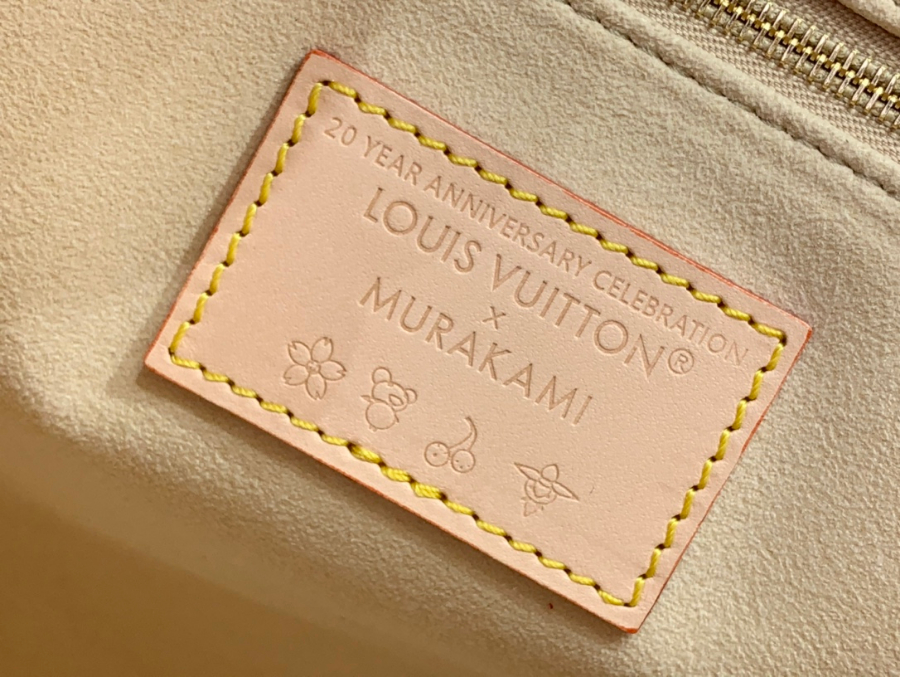 20 YEAR ANNIVERSARY CELEBRATION
LOUIS VUITTON®
x
MURAKAMI